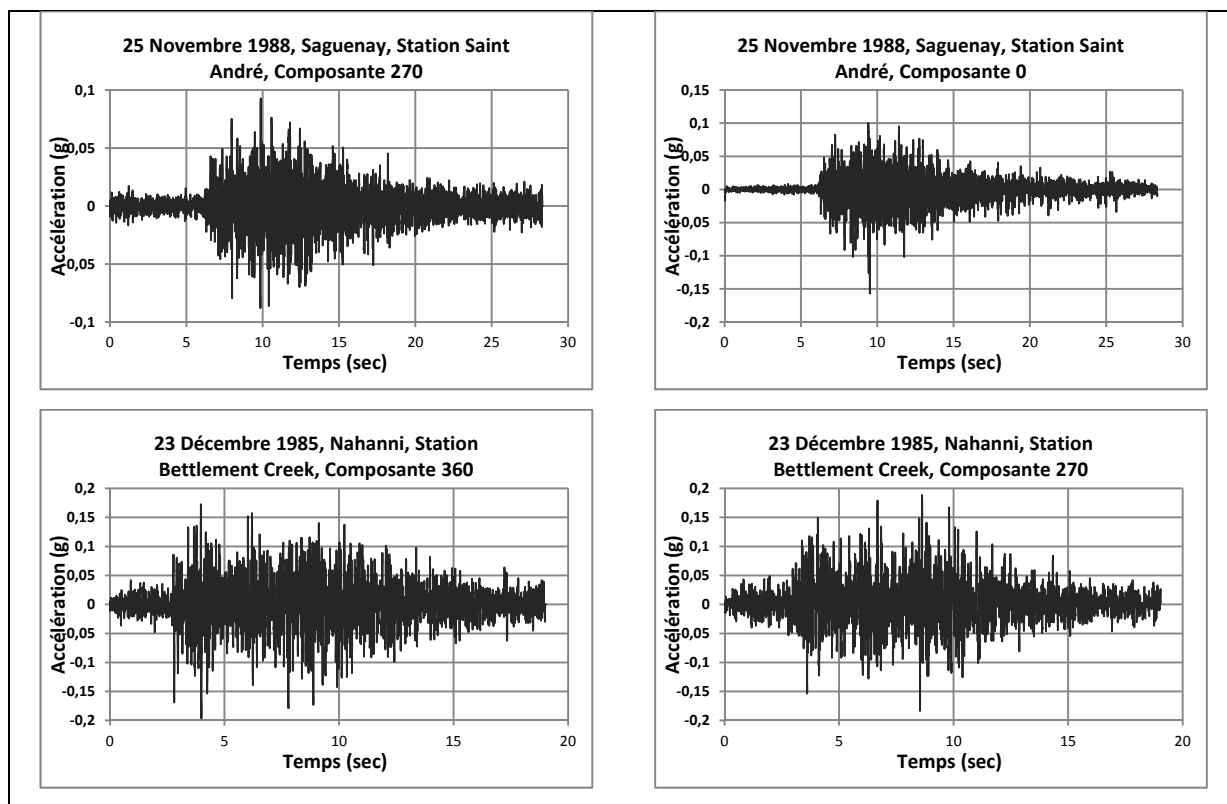 25 Novembre 1988, Saguenay, Station Saint
André, Composante 270
0,1
0,05
0
-0,05
-0,1
Accélération (g)
0 5 10 15 20 25 30
Temps (sec)
25 Novembre 1988, Saguenay, Station Saint
André, Composante 0
0,15
0,1
0,05
0
-0,05
-0,1
-0,15
-0,2
Accélération (g)
0 5 10 15 20 25 30
Temps (sec)
23 Décembre 1985, Nahanni, Station
Bettlement Creek, Composante 360
0,2
0,15
0,1
0,05
0
-0,05
-0,1
-0,15
-0,2
Accélération (g)
0 5 10 15 20
Temps (sec)
23 Décembre 1985, Nahanni, Station
Bettlement Creek, Composante 270
0,2
0,15
0,1
0,05
0
-0,05
-0,1
-0,15
-0,2
Accélération (g)
0 5 10 15 20
Temps (sec)